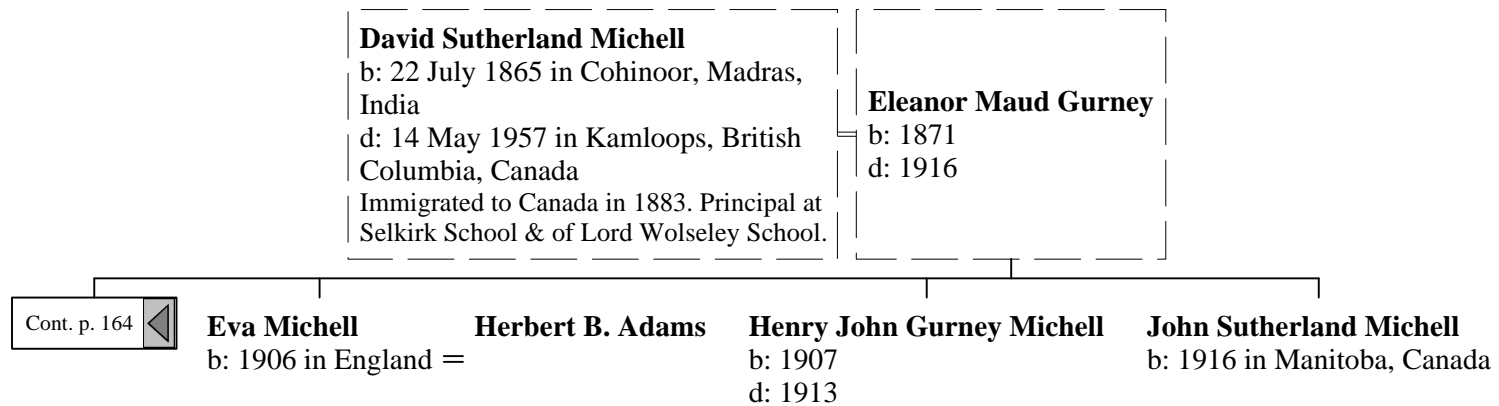 David Sutherland Michell
b: 22 July 1865 in Cohinoor, Madras,
India
d: 14 May 1957 in Kamloops, British
Columbia, Canada
Immigrated to Canada in 1883. Principal at
Selkirk School & of Lord Wolseley School.
Eleanor Maud Gurney
b: 1871
d: 1916
Cont. p. 164
Eva Michell
b: 1906 in England =
Herbert B. Adams
Henry John Gurney Michell
b: 1907
d: 1913
John Sutherland Michell
b: 1916 in Manitoba, Canada